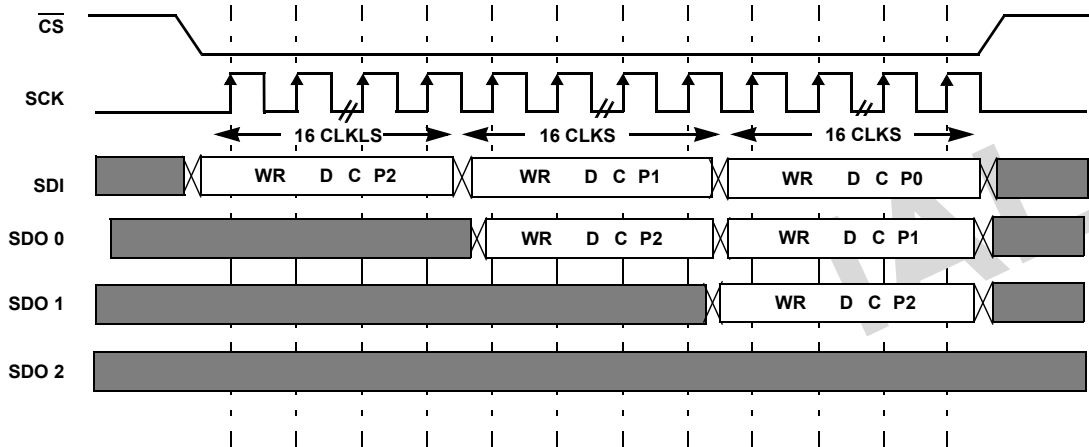 CS
SCK
16 CLKLS 16 CLKS 16 CLKS
SDI WR D C P2 WR D C P1 WR D C P0
SDO 0 WR D C P2 WR D C P1
SDO 1 WR D C P2
SDO 2